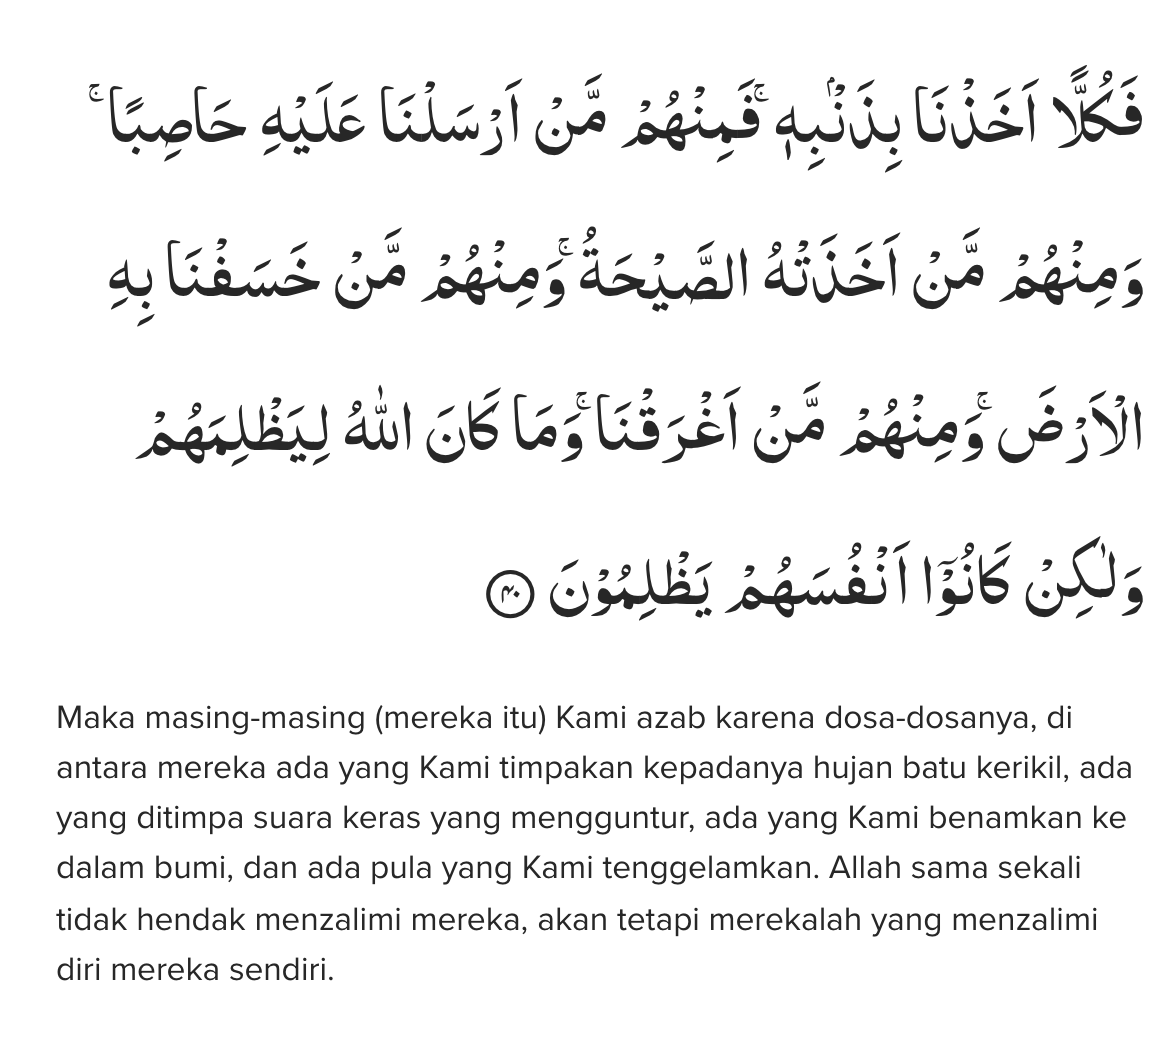 فَكُلًّا اَخَذْنَا بِذَنْۢبِهٖۚ فَمِنْهُمْ مَّنْ اَرْسَلْنَا عَلَيْهِ حَاصِبًا ۚ
وَمِنْهُمْ مَّنْ اَخَذَتْهُ الصَّيْحَةُ ۚوَمِنْهُمْ مَّنْ خَسَفْنَا بِهِ
الْاَرْضَ ۚوَمِنْهُمْ مَّنْ اَغْرَقْنَا ۚوَمَا كَانَ اللّٰهُ لِيَظْلِمَهُمْ
وَلٰكِنْ كَانُوْٓا اَنْفُسَهُمْ يَظْلِمُوْنَ ٤٠
Maka masing-masing (mereka itu) Kami azab karena dosa-dosanya, di
antara mereka ada yang Kami timpakan kepadanya hujan batu kerikil, ada
yang ditimpa suara keras yang mengguntur, ada yang Kami benamkan ke
dalam bumi, dan ada pula yang Kami tenggelamkan. Allah sama sekali
tidak hendak menzalimi mereka, akan tetapi merekalah yang menzalimi
diri mereka sendiri.